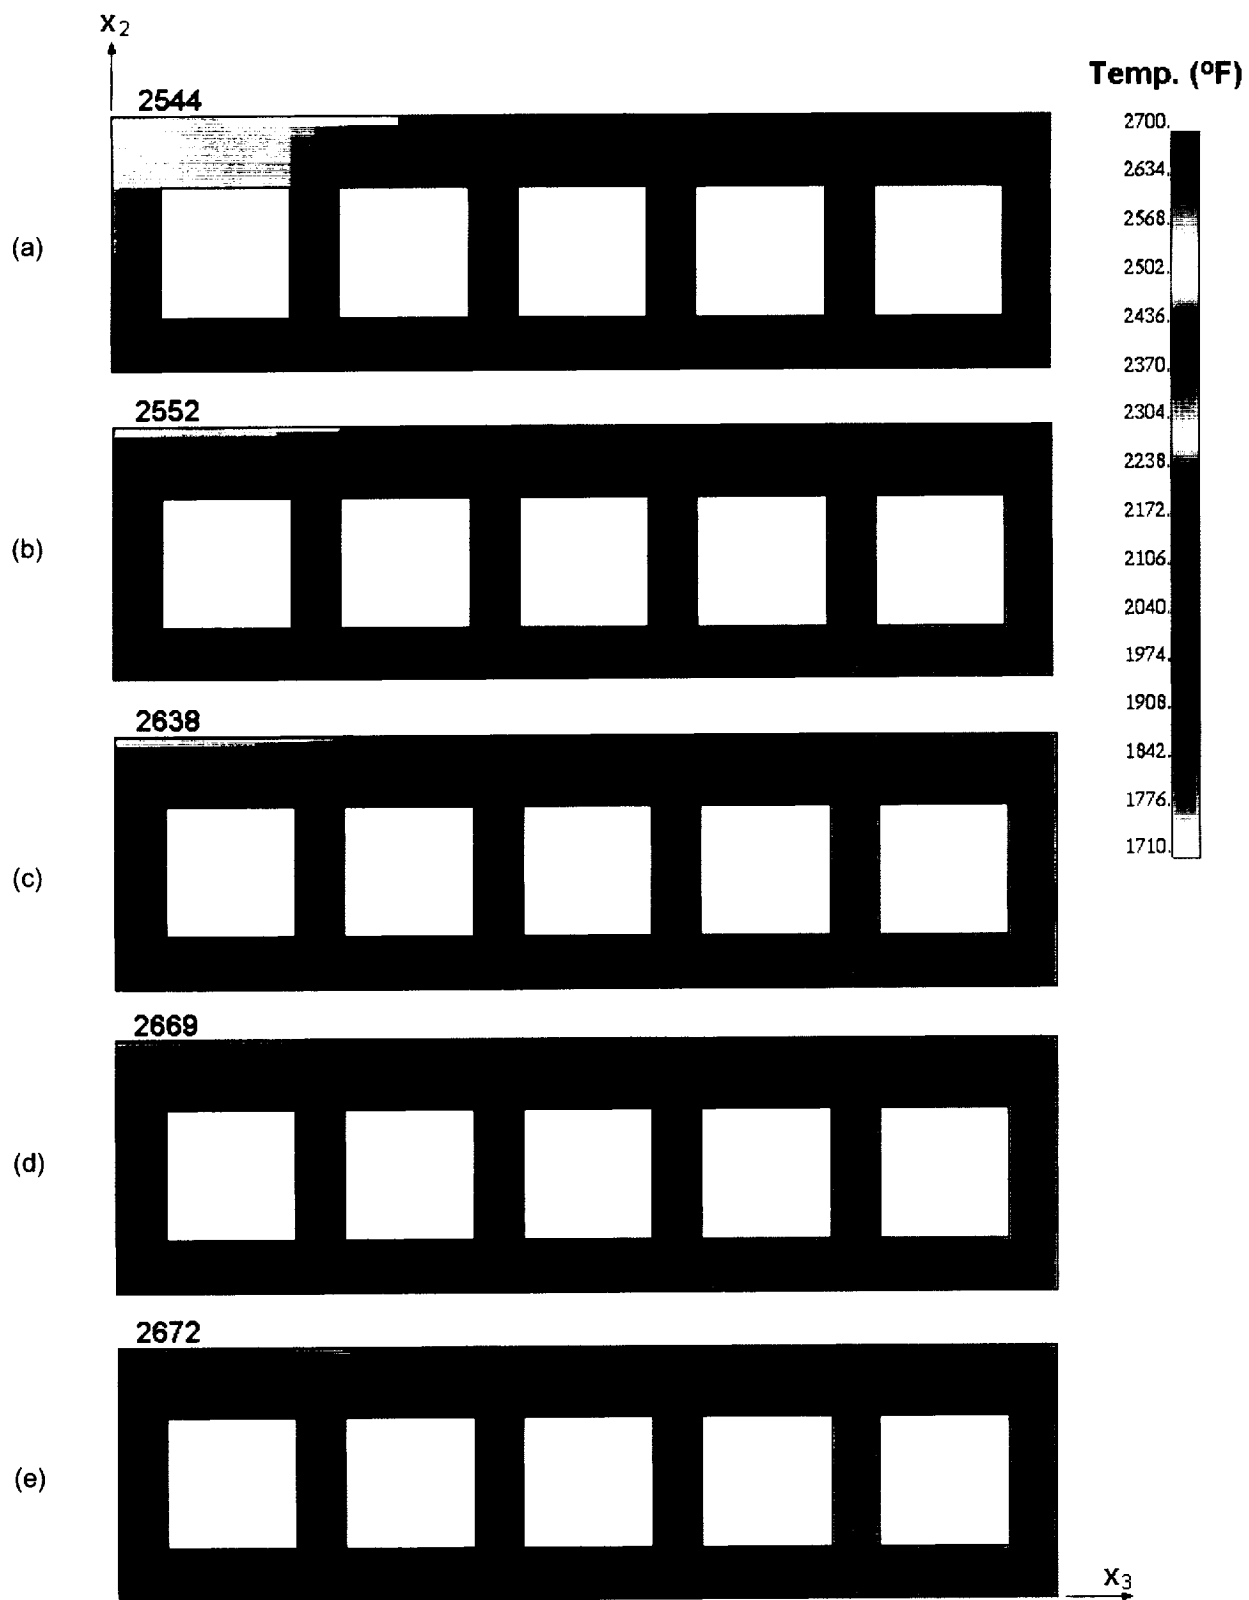 x2
Temp. (ºF)
2544
2700.
2634.
2568.
2502.
2436.
2370.
2304.
2238.
2172.
2106.
2040.
1974.
1908.
1842.
1776.
1710.
(a)
2552
(b)
2638
(c)
2669
(d)
2672
(e)
x3